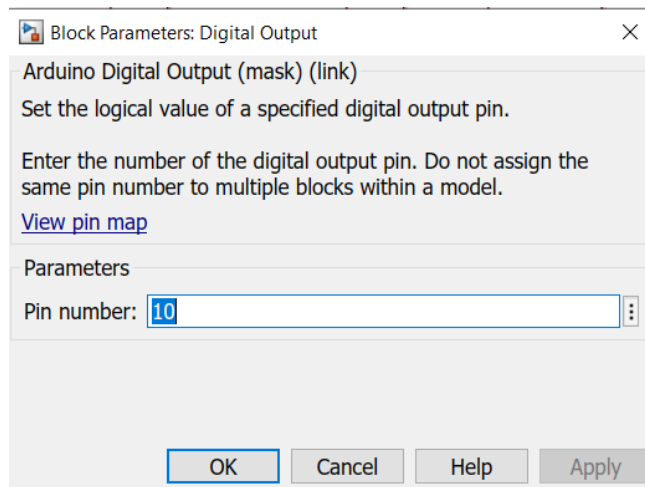 Block Parameters: Digital Output
Arduino Digital Output (mask) (link)
Set the logical value of a specified digital output pin.
Enter the number of the digital output pin. Do not assign the
same pin number to multiple blocks within a model.
View pin map
Parameters
Pin number: 10
OK Cancel Help Apply